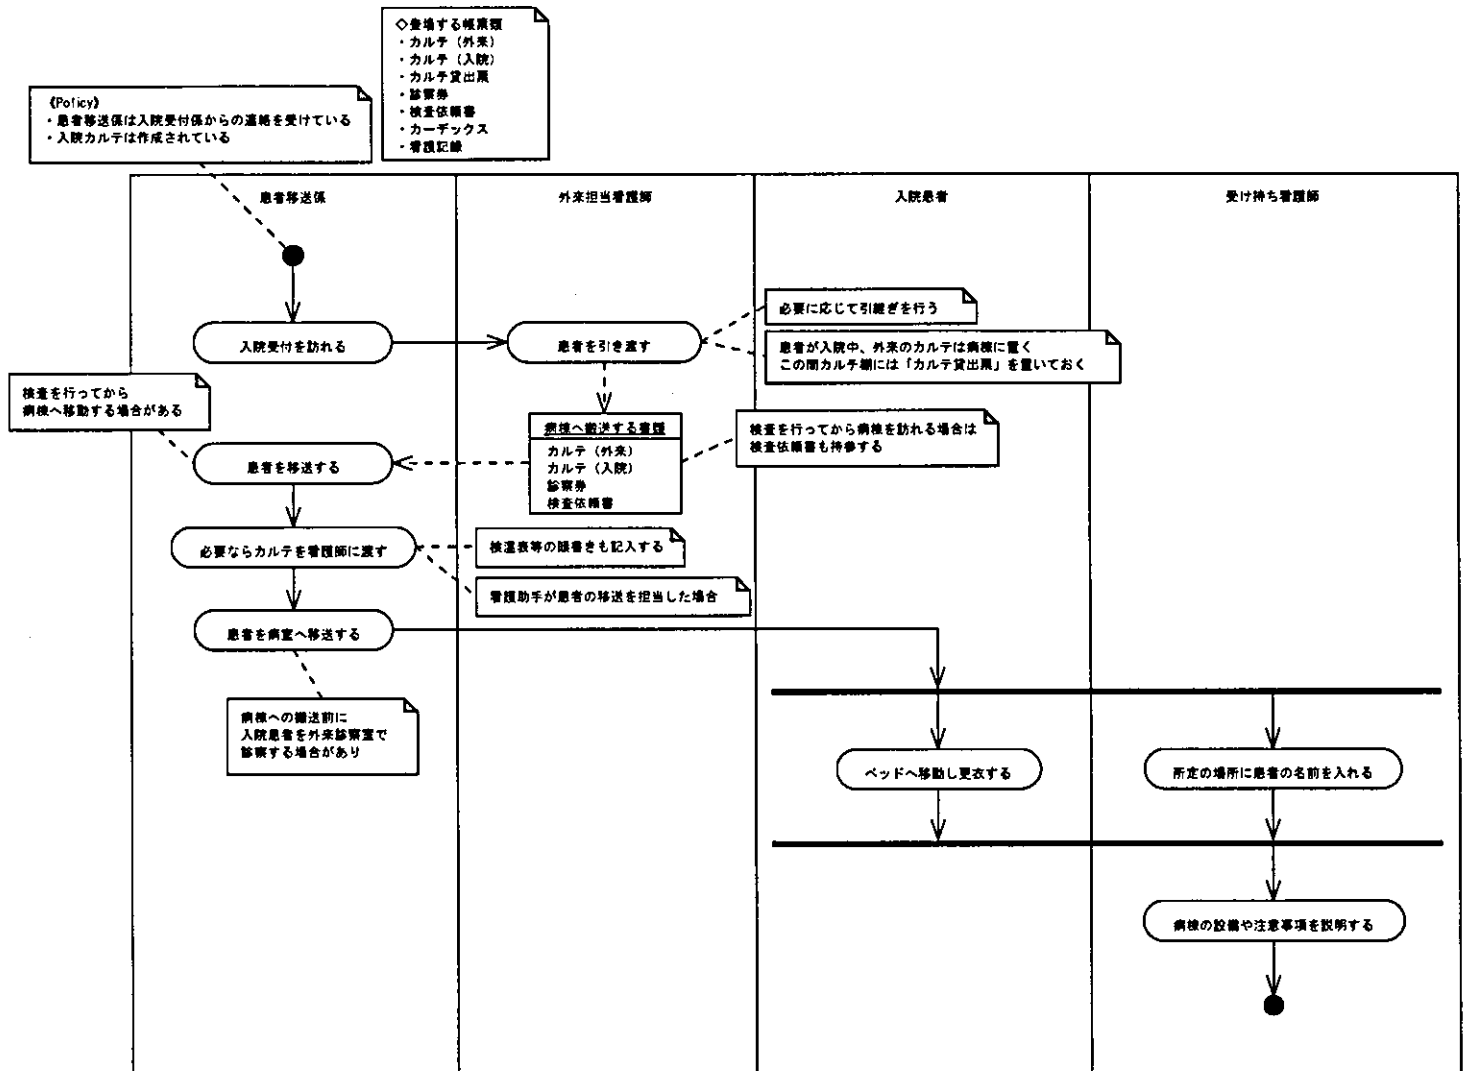 ◇登場する帳票類
・カルテ（外来）
・カルテ（入院）
・カルテ貸出票
・診察券
・検査依頼書
・カーデックス
・看護記録
《Policy》
・患者移送係は入院受付係からの連絡を受けている
・入院カルテは作成されている
患者移送係
外来担当看護師
入院患者
受け持ち看護師
入院受付を訪れる
患者を引き渡す
必要に応じて引継ぎを行う
患者が入院中、外来のカルテは病棟に置く
この間カルテ棚には「カルテ貸出票」を置いておく
検査を行ってから
病棟へ移動する場合がある
病棟へ搬送する書類
カルテ（外来）
カルテ（入院）
診察券
検査依頼書
検査を行ってから病棟を訪れる場合は
検査依頼書も持参する
患者を移送する
必要ならカルテを看護師に渡す
検温表等の頭書きも記入する
看護助手が患者の移送を担当した場合
患者を病室へ移送する
病棟への搬送前に
入院患者を外来診察室で
診察する場合があり
ベッドへ移動し更衣する
所定の場所に患者の名前を入れる
病棟の設備や注意事項を説明する